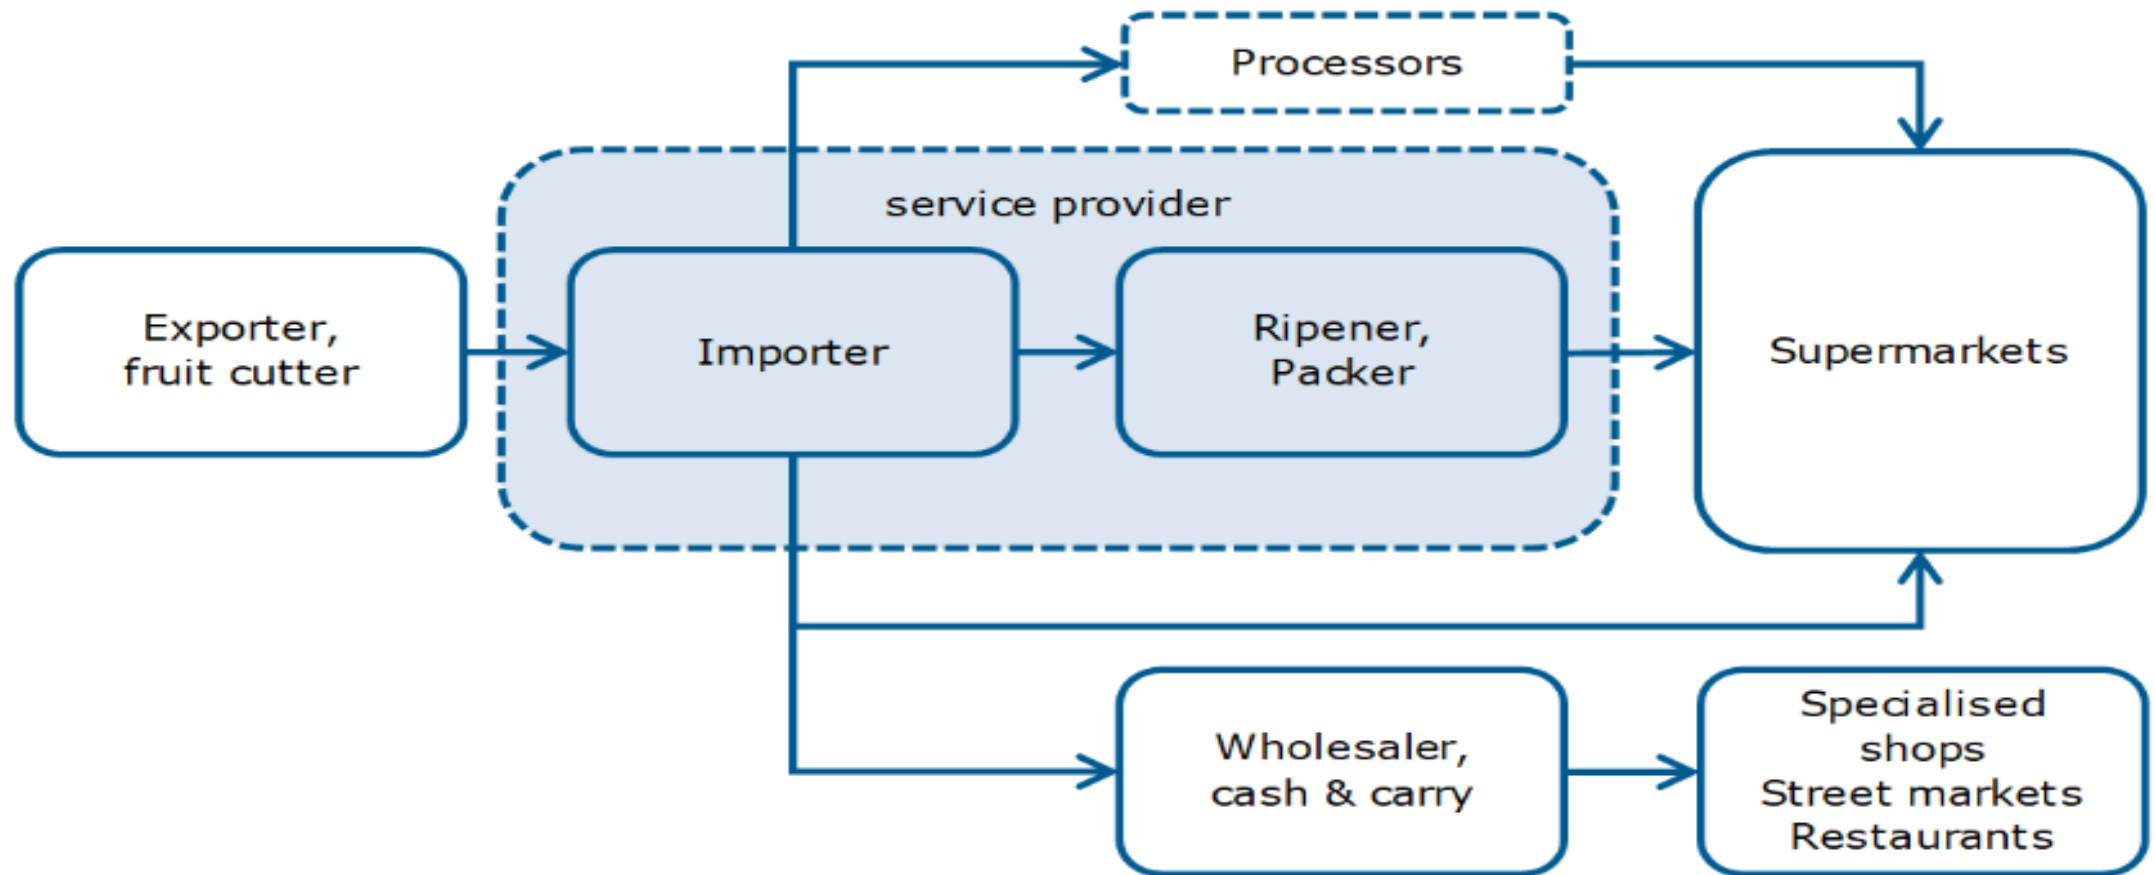 Processors
service provider
Exporter,
fruit cutter
Importer
Ripener,
Packer
Supermarkets
Wholesaler,
cash & carry
Specialised
shops
Street markets
Restaurants